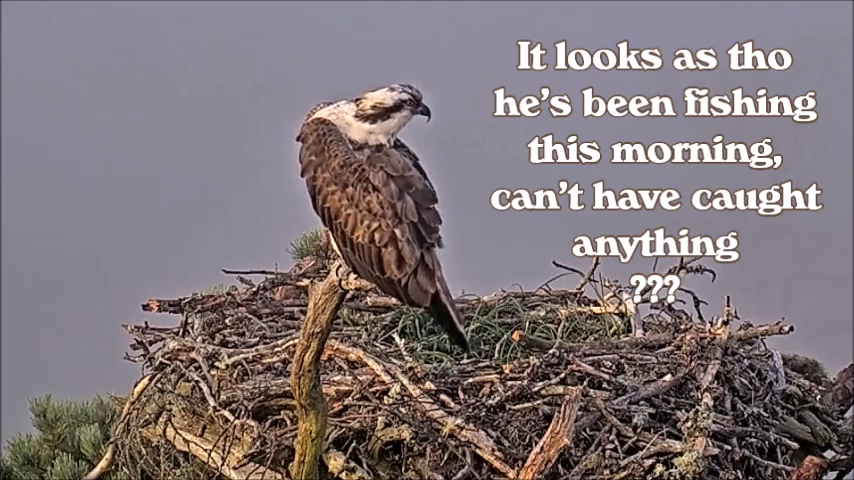 It looks as tho
he's been fishing
this morning,
can't have caught
anything
???